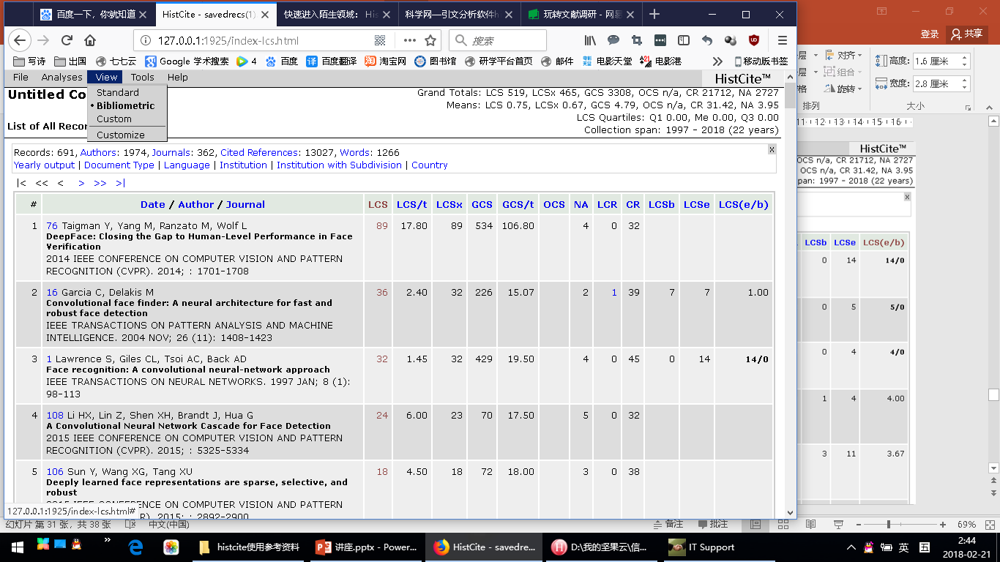 百度一下，你就知道
HistCite - savedrecs(1)
快速进入陌生领域： His
科学网—引文分析软件h
玩转文献调研 - 网易
登录
共享
127.0.0.1:1925/index-lcs.html
搜索
写诗
出国
七七云
Google 学术搜索
4
百度
百度翻译
淘宝网
图书馆
研学平台首页
邮件
电影天堂
电影港
移动版书签
层
对齐
高度:
1.6 厘米
层
组合
宽度:
2.8 厘米
格
旋转
排列
大小
File
Analyses
View
Tools
Help
HistCite™
Standard
• Bibliometric
Custom
Customize
Untitled Co
List of All Recor
Grand Totals: LCS 519, LCSx 465, GCS 3308, OCS n/a, CR 21712, NA 2727
Means: LCS 0.75, LCSx 0.67, GCS 4.79, OCS n/a, CR 31.42, NA 3.95
LCS Quartiles: Q1 0.00, Me 0.00, Q3 0.00
Collection span: 1997 - 2018 (22 years)
Records: 691, Authors: 1974, Journals: 362, Cited References: 13027, Words: 1266
Yearly output | Document Type | Language | Institution | Institution with Subdivision | Country
|< << < > >> >|
# Date / Author / Journal LCS LCS/t LCSx GCS GCS/t OCS NA LCR CR LCSb LCSe LCS(e/b)
1 76 Taigman Y, Yang M, Ranzato M, Wolf L 89 17.80 89 534 106.80 4 0 32
DeepFace: Closing the Gap to Human-Level Performance in Face
Verification
2014 IEEE CONFERENCE ON COMPUTER VISION AND PATTERN
RECOGNITION (CVPR). 2014; : 1701-1708
2 16 Garcia C, Delakis M 36 2.40 32 226 15.07 2 1 39 7 7 1.00
Convolutional face finder: A neural architecture for fast and
robust face detection
IEEE TRANSACTIONS ON PATTERN ANALYSIS AND MACHINE
INTELLIGENCE. 2004 NOV; 26 (11): 1408-1423
3 1 Lawrence S, Giles CL, Tsoi AC, Back AD 32 1.45 32 429 19.50 4 0 45 0 14 14/0
Face recognition: A convolutional neural-network approach
IEEE TRANSACTIONS ON NEURAL NETWORKS. 1997 JAN; 8 (1):
98-113
4 108 Li HX, Lin Z, Shen XH, Brandt J, Hua G 24 6.00 23 70 17.50 5 0 32
A Convolutional Neural Network Cascade for Face Detection
2015 IEEE CONFERENCE ON COMPUTER VISION AND PATTERN
RECOGNITION (CVPR). 2015; : 5325-5334
5 106 Sun Y, Wang XG, Tang XU 18 4.50 18 72 18.00 3 0 38
Deeply learned face representations are sparse, selective, and
robust
2015 IEEE CONFERENCE ON COMPUTER VISION AND PATTERN
R). 2015; : 2892-2900
127.0.0.1:1925/index-lcs.html#
11 12 13 14 15 16
HistCite™
OCS n/a, CR 21712, NA 2727
OCS n/a, CR 31.42, NA 3.95
pan: 1997 - 2018 (22 years)
LCSb LCSe LCS(e/b)
0 14 14/0
0 5 5/0
0 4 4/0
1 4 4.00
3 11 3.67
幻灯片 第 31 张，共 38 张
中文(中国)
备注
批注
69%
histcite使用参考资料
讲座.pptx - Power...
HistCite - savedre...
D:\我的坚果云\信...
IT Support
英
2:44
2018-02-21